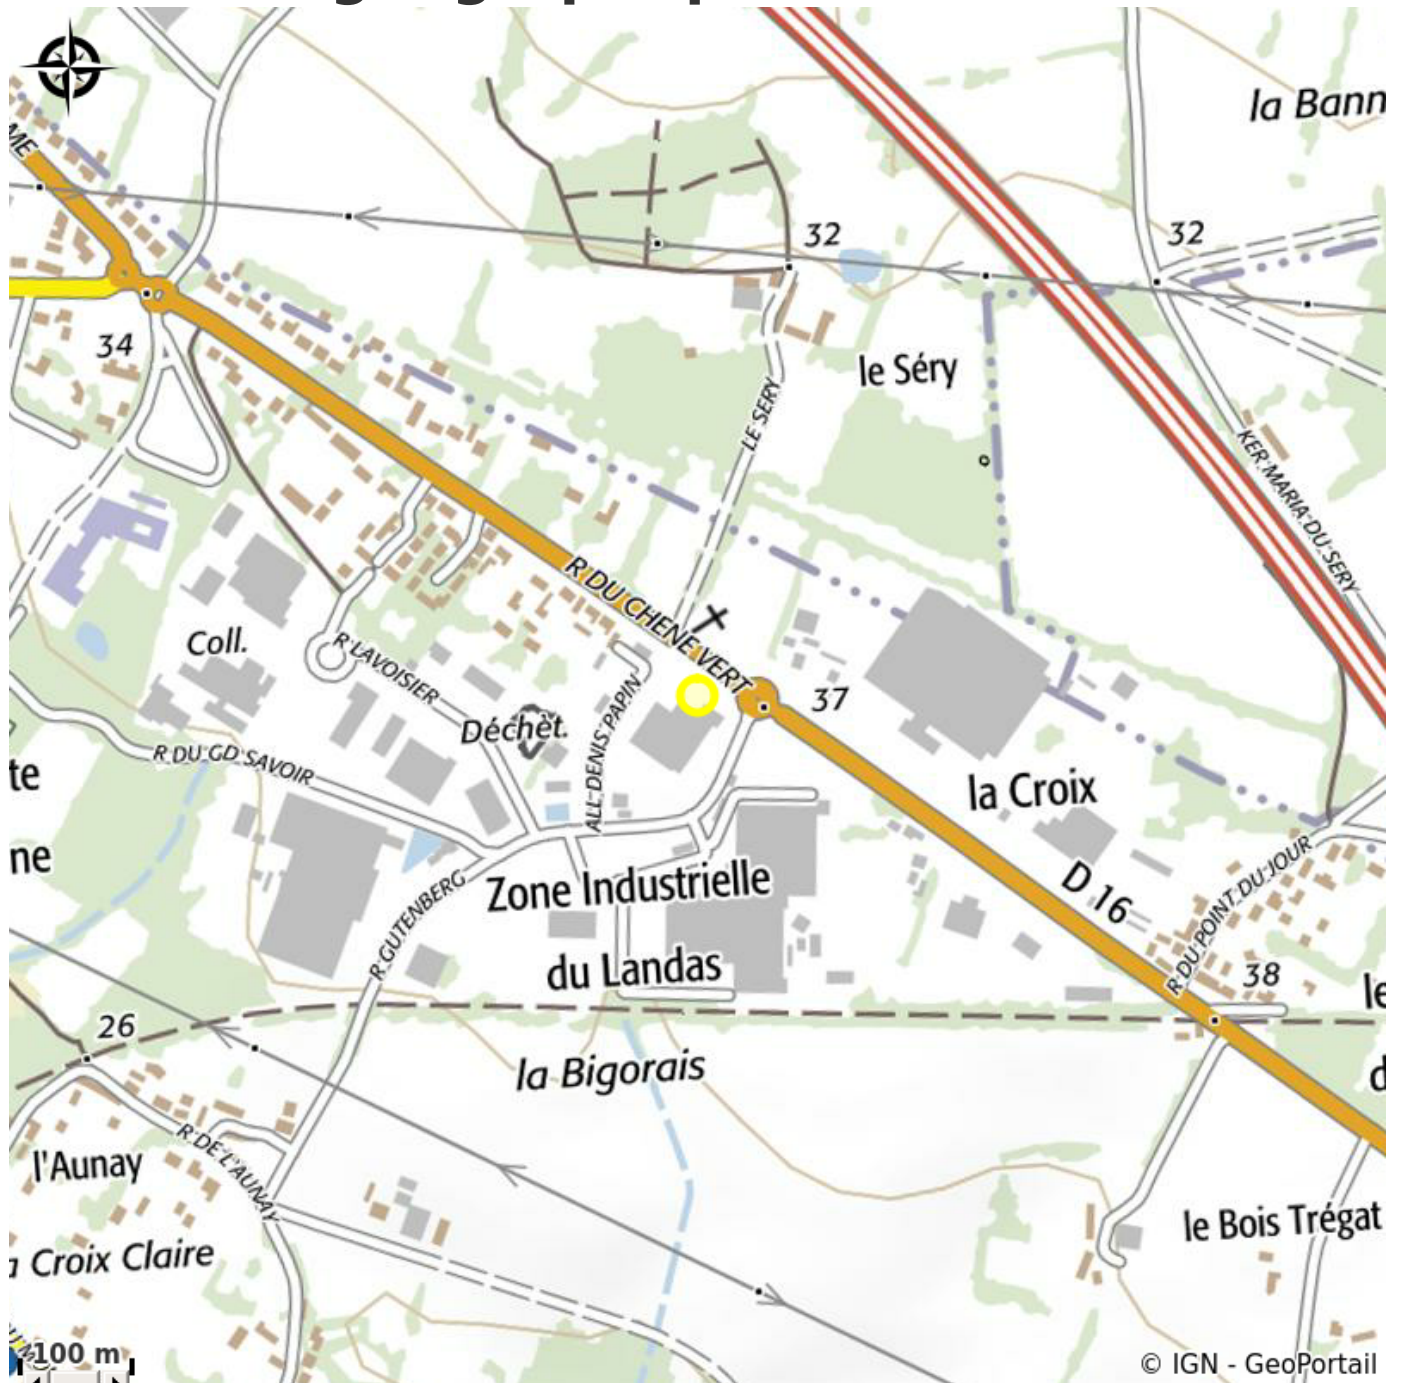 la Bann
ME
32
32
34
le Séry
LE SERY
KER MARIA DU SERY
R DU CHENE VERT
Coll.
R LAVOISIER
ALL DENIS PAPIN
37
Déchèt.
R DU GD SAVOIR
te
ne
la Croix
D 16
R DU POINT DU JOUR
Zone Industrielle
du Landas
R GUTENBERG
38
le
26
la Bigorais
d
R DE L'AUNAY
l'Aunay
le Bois Trégat
Croix Claire
100 m
© IGN - GeoPortail